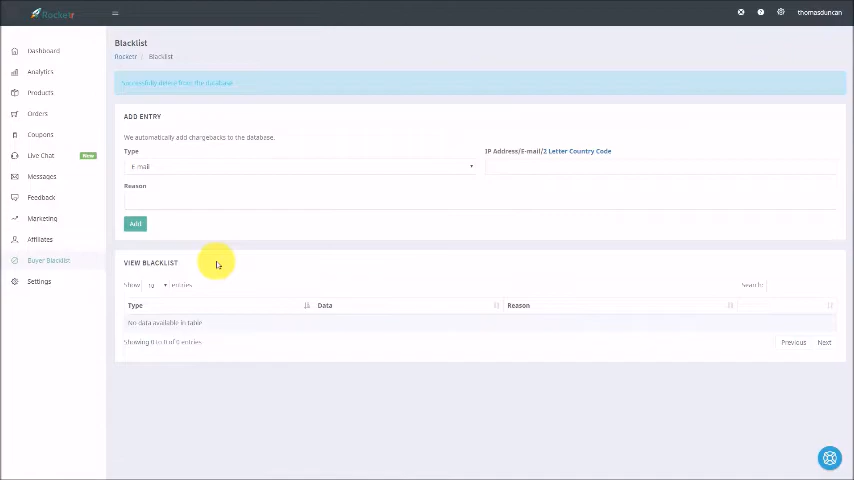 Rocketr
thomasduncan
Dashboard
Analytics
Products
Orders
Coupons
Live Chat New
Messages
Feedback
Marketing
Affiliates
Buyer Blacklist
Settings
Blacklist
Rocketr / Blacklist
Successfully delete from the database
ADD ENTRY
We automatically add chargebacks to the database.
Type
E-mail
IP Address/E-mail/2 Letter Country Code
Reason
Add
VIEW BLACKLIST
Show 10 entries
Search:
Type Data Reason
No data available in table
Showing 0 to 0 of 0 entries
Previous Next